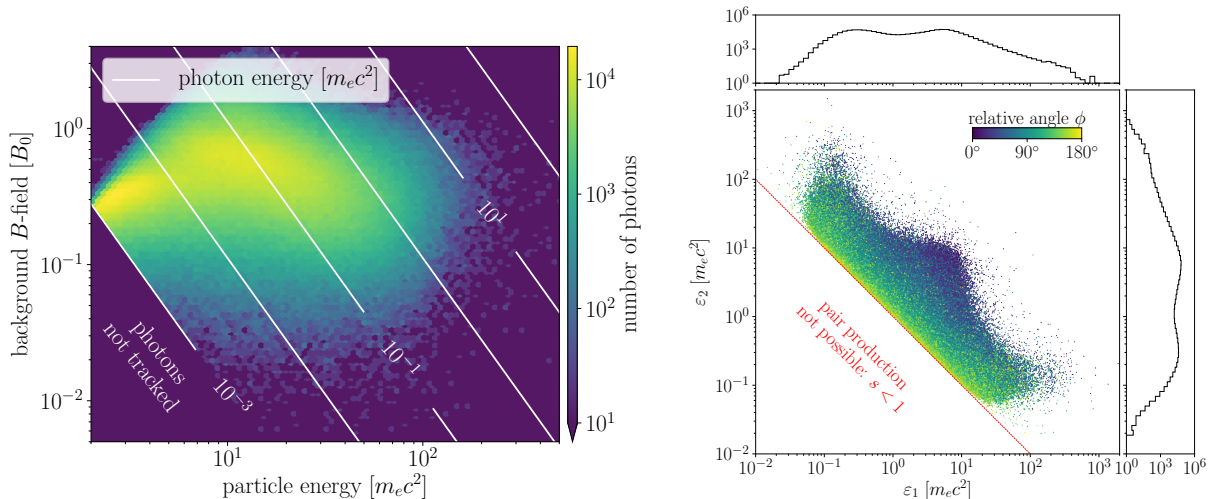 photon energy [m_e c^2]
10^0
10^{-1}
10^{-2}
background B-field [B_0]
10^1
10^{-1}
10^{-3}
photons
not tracked
10^1
10^2
particle energy [m_e c^2]
10^4
10^3
10^2
10^1
number of photons
10^6
10^3
10^0
10^3
10^2
10^1
10^0
10^{-1}
10^{-2}
ε_2 [m_e c^2]
relative angle ϕ
0° 90° 180°
pair production
not possible: s < 1
10^{-2} 10^{-1} 10^0 10^1 10^2 10^3
ε_1 [m_e c^2]
10^0 10^3 10^6